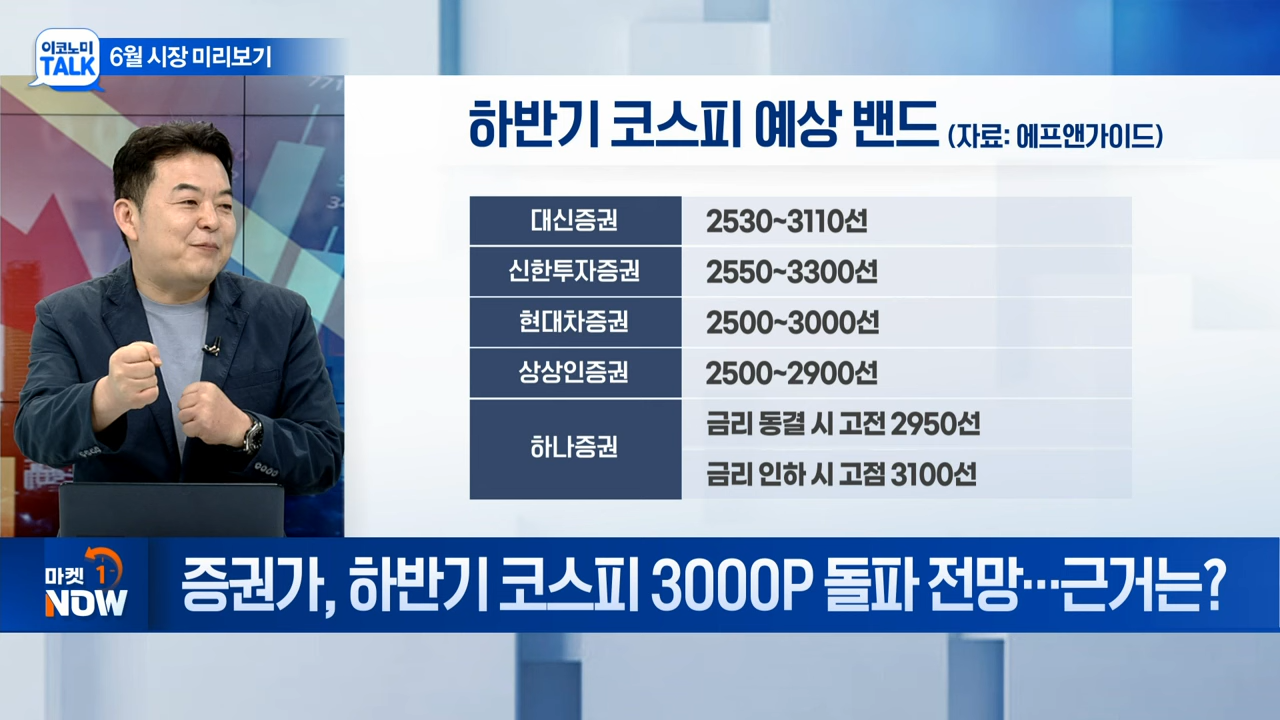 이코노미
TALK
6월 시장 미리보기
하반기 코스피 예상 밴드 (자료: 에프앤가이드)
대신증권 2530~3110선
신한투자증권 2550~3300선
현대차증권 2500~3000선
상상인증권 2500~2900선
하나증권
금리 동결 시 고전 2950선
금리 인하 시 고점 3100선
마켓 1
NOW
증권가, 하반기 코스피 3000P 돌파 전망…근거는?